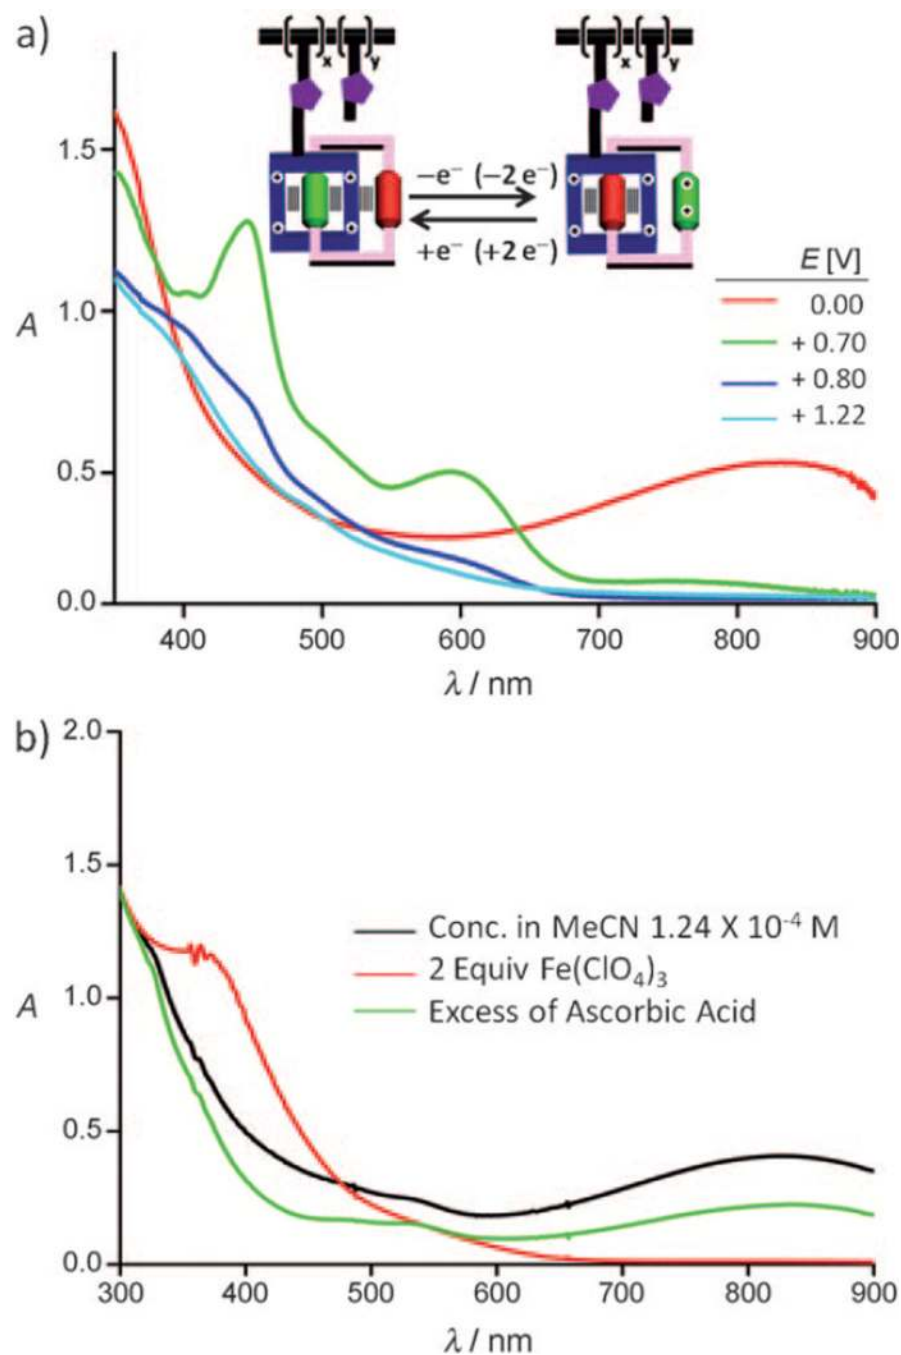 a)
x y x y
−e⁻ (−2 e⁻)
+e⁻ (+2 e⁻)
E [V]
0.00
+ 0.70
+ 0.80
+ 1.22
1.5
1.0
0.5
0.0
A
400 500 600 700 800 900
λ / nm
b)
2.0
1.5
1.0
0.5
0.0
A
Conc. in MeCN 1.24 X 10⁻⁴ M
2 Equiv Fe(ClO₄)₃
Excess of Ascorbic Acid
300 400 500 600 700 800 900
λ / nm